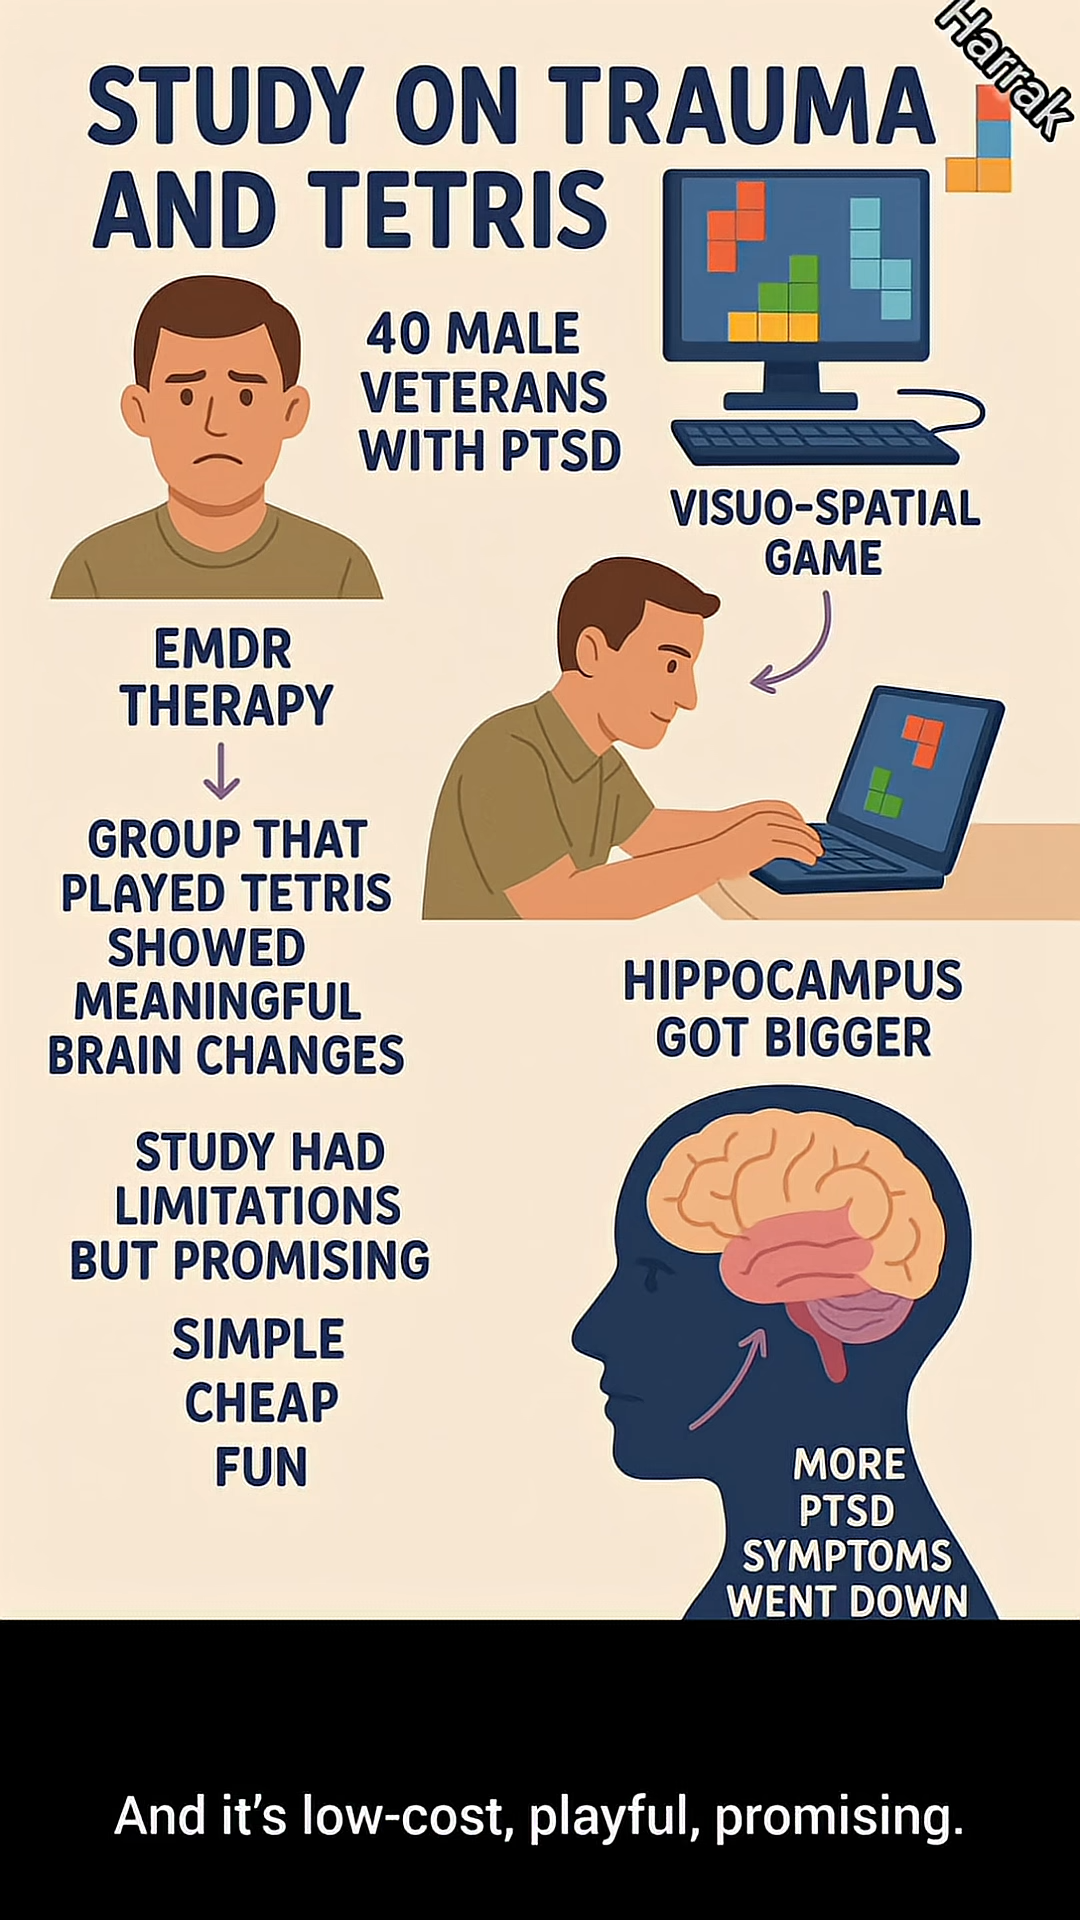 Harrak
STUDY ON TRAUMA
AND TETRIS
40 MALE
VETERANS
WITH PTSD
VISUO-SPATIAL
GAME
EMDR
THERAPY
GROUP THAT
PLAYED TETRIS
SHOWED
MEANINGFUL
BRAIN CHANGES
HIPPOCAMPUS
GOT BIGGER
STUDY HAD
LIMITATIONS
BUT PROMISING
SIMPLE
CHEAP
FUN
MORE
PTSD
SYMPTOMS
WENT DOWN
And it's low-cost, playful, promising.